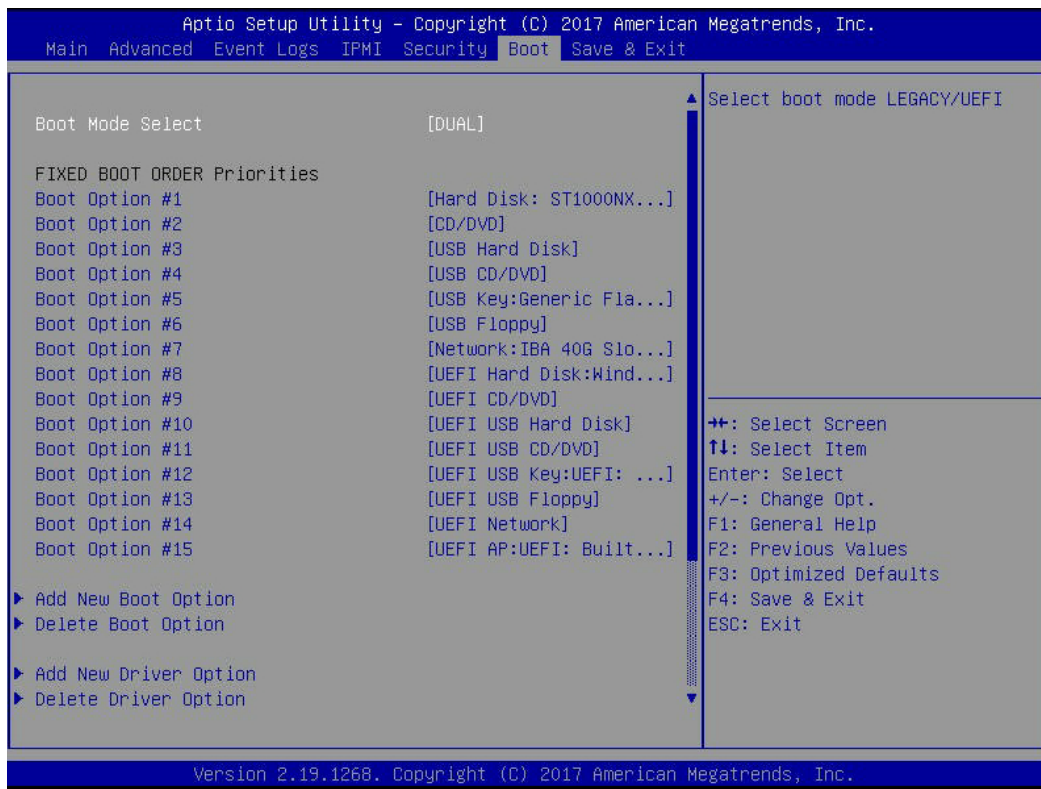 Aptio Setup Utility – Copyright (C) 2017 American Megatrends, Inc.
Main Advanced Event Logs IPMI Security Boot Save & Exit
Select boot mode LEGACY/UEFI
Boot Mode Select [DUAL]
FIXED BOOT ORDER Priorities
Boot Option #1 [Hard Disk: ST1000NX...]
Boot Option #2 [CD/DVD]
Boot Option #3 [USB Hard Disk]
Boot Option #4 [USB CD/DVD]
Boot Option #5 [USB Key:Generic Fla...]
Boot Option #6 [USB Floppy]
Boot Option #7 [Network:IBA 40G Slo...]
Boot Option #8 [UEFI Hard Disk:Wind...]
Boot Option #9 [UEFI CD/DVD]
Boot Option #10 [UEFI USB Hard Disk]
Boot Option #11 [UEFI USB CD/DVD]
Boot Option #12 [UEFI USB Key:UEFI: ...]
Boot Option #13 [UEFI USB Floppy]
Boot Option #14 [UEFI Network]
Boot Option #15 [UEFI AP:UEFI: Built...]
► Add New Boot Option
► Delete Boot Option
► Add New Driver Option
► Delete Driver Option
→←: Select Screen
↑↓: Select Item
Enter: Select
+/-: Change Opt.
F1: General Help
F2: Previous Values
F3: Optimized Defaults
F4: Save & Exit
ESC: Exit
Version 2.19.1268. Copyright (C) 2017 American Megatrends, Inc.